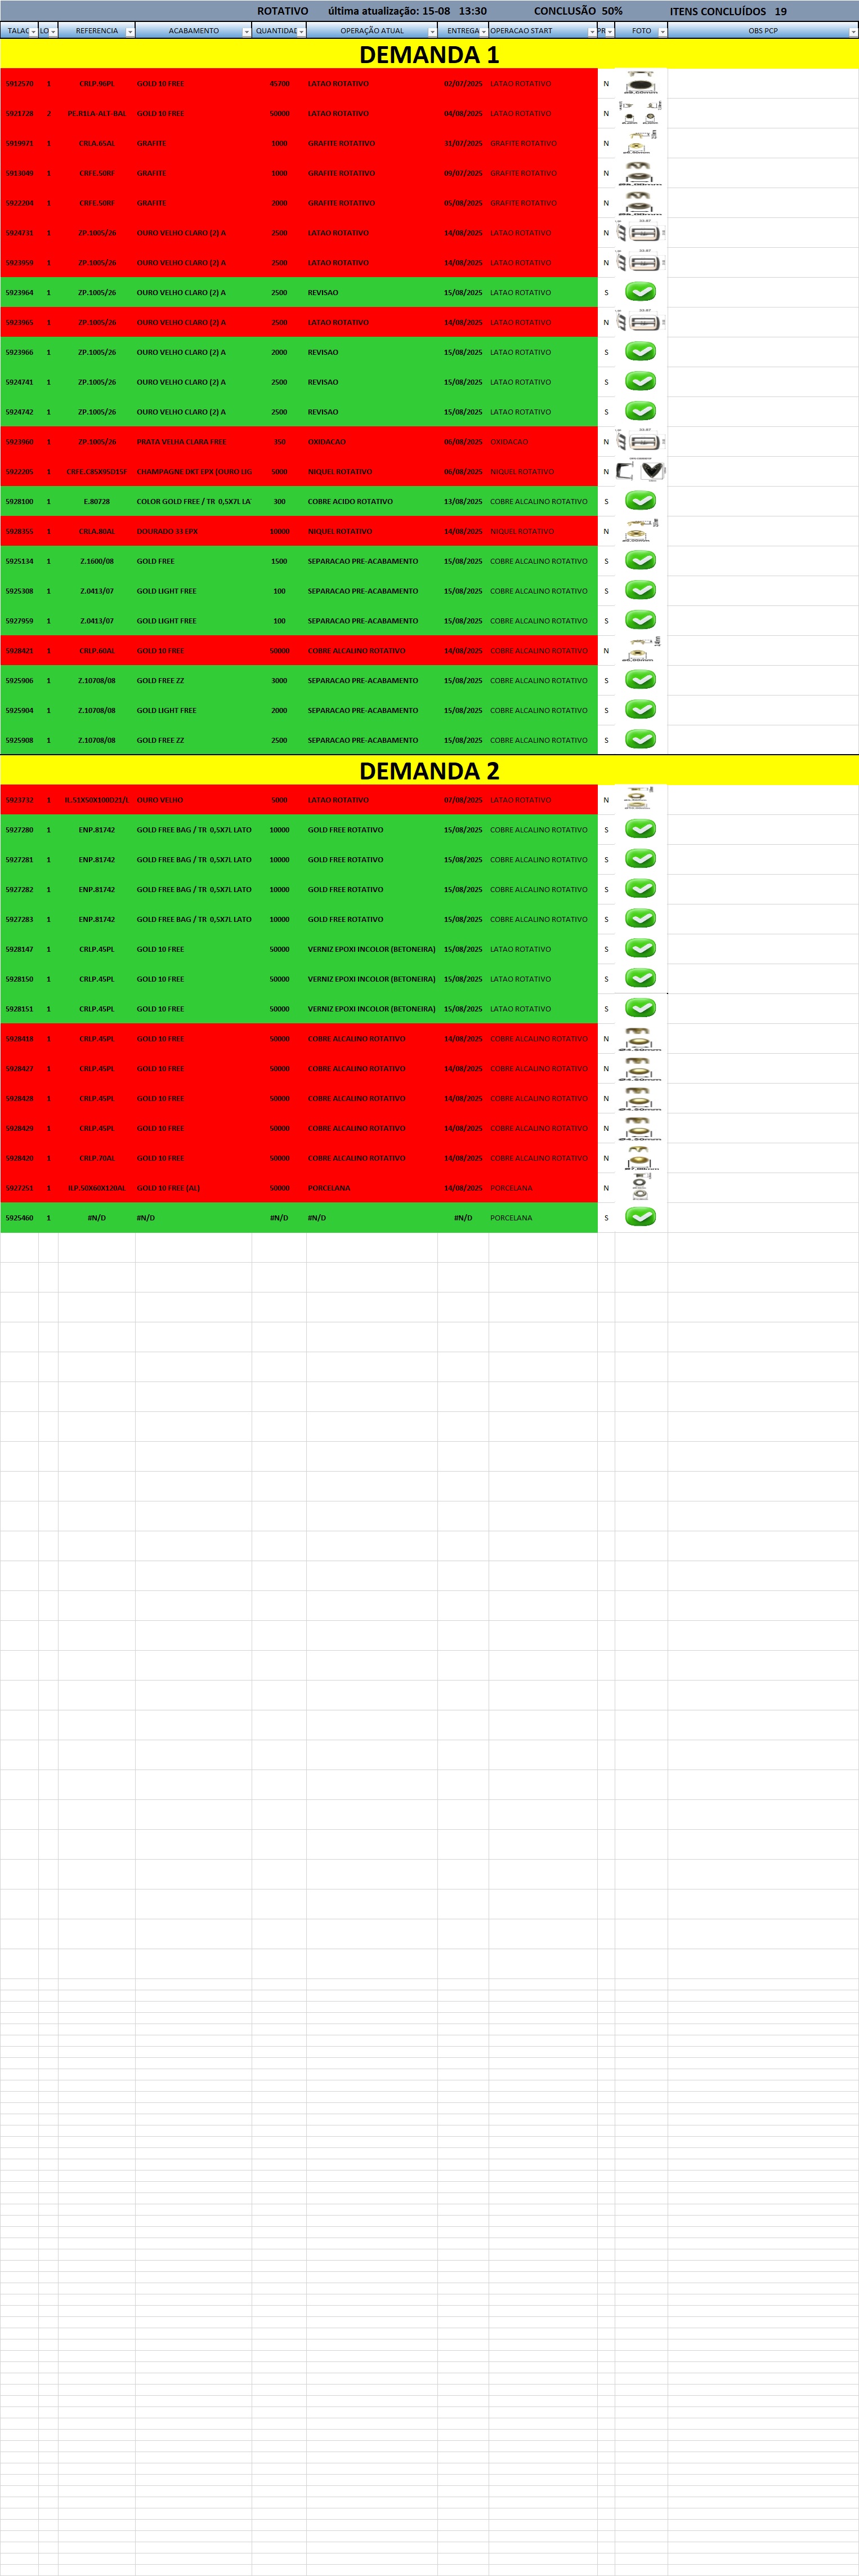 ROTATIVO última atualização: 15-08 13:30 CONCLUSÃO 50% ITENS CONCLUÍDOS 19
TALAC LO REFERENCIA ACABAMENTO QUANTIDAE OPERAÇÃO ATUAL ENTREGA OPERACAO START PR FOTO OBS PCP
DEMANDA 1
5912570 1 CRLP.96PL GOLD 10 FREE 45700 LATAO ROTATIVO 02/07/2025 LATAO ROTATIVO N
5921728 2 PE.R1LA-ALT-BAL GOLD 10 FREE 50000 LATAO ROTATIVO 04/08/2025 LATAO ROTATIVO N
5919971 1 CRLA.65AL GRAFITE 1000 GRAFITE ROTATIVO 31/07/2025 GRAFITE ROTATIVO N
5913049 1 CRFE.50RF GRAFITE 1000 GRAFITE ROTATIVO 09/07/2025 GRAFITE ROTATIVO N
5922204 1 CRFE.50RF GRAFITE 2000 GRAFITE ROTATIVO 05/08/2025 GRAFITE ROTATIVO N
5924731 1 ZP.1005/26 OURO VELHO CLARO (2) A 2500 LATAO ROTATIVO 14/08/2025 LATAO ROTATIVO N
5923959 1 ZP.1005/26 OURO VELHO CLARO (2) A 2500 LATAO ROTATIVO 14/08/2025 LATAO ROTATIVO N
5923964 1 ZP.1005/26 OURO VELHO CLARO (2) A 2500 REVISAO 15/08/2025 LATAO ROTATIVO S
5923965 1 ZP.1005/26 OURO VELHO CLARO (2) A 2500 LATAO ROTATIVO 14/08/2025 LATAO ROTATIVO N
5923966 1 ZP.1005/26 OURO VELHO CLARO (2) A 2000 REVISAO 15/08/2025 LATAO ROTATIVO S
5924741 1 ZP.1005/26 OURO VELHO CLARO (2) A 2500 REVISAO 15/08/2025 LATAO ROTATIVO S
5924742 1 ZP.1005/26 OURO VELHO CLARO (2) A 2500 REVISAO 15/08/2025 LATAO ROTATIVO S
5923960 1 ZP.1005/26 PRATA VELHA CLARA FREE 350 OXIDACAO 06/08/2025 OXIDACAO N
5922205 1 CRFE.C85X95D15F CHAMPAGNE DKT EPX (OURO LIG 5000 NIQUEL ROTATIVO 06/08/2025 NIQUEL ROTATIVO N
5928100 1 E.80728 COLOR GOLD FREE / TR 0,5X7L LA 300 COBRE ACIDO ROTATIVO 13/08/2025 COBRE ALCALINO ROTATIVO S
5928355 1 CRLA.80AL DOURADO 33 EPX 10000 NIQUEL ROTATIVO 14/08/2025 NIQUEL ROTATIVO N
5925134 1 Z.1600/08 GOLD FREE 1500 SEPARACAO PRE-ACABAMENTO 15/08/2025 COBRE ALCALINO ROTATIVO S
5925308 1 Z.0413/07 GOLD LIGHT FREE 100 SEPARACAO PRE-ACABAMENTO 15/08/2025 COBRE ALCALINO ROTATIVO S
5927959 1 Z.0413/07 GOLD LIGHT FREE 100 SEPARACAO PRE-ACABAMENTO 15/08/2025 COBRE ALCALINO ROTATIVO S
5928421 1 CRLP.60AL GOLD 10 FREE 50000 COBRE ALCALINO ROTATIVO 14/08/2025 COBRE ALCALINO ROTATIVO N
5925906 1 Z.10708/08 GOLD FREE ZZ 3000 SEPARACAO PRE-ACABAMENTO 15/08/2025 COBRE ALCALINO ROTATIVO S
5925904 1 Z.10708/08 GOLD LIGHT FREE 2000 SEPARACAO PRE-ACABAMENTO 15/08/2025 COBRE ALCALINO ROTATIVO S
5925908 1 Z.10708/08 GOLD FREE ZZ 2500 SEPARACAO PRE-ACABAMENTO 15/08/2025 COBRE ALCALINO ROTATIVO S
DEMANDA 2
5923732 1 IL.51X50X100D21/L OURO VELHO 5000 LATAO ROTATIVO 07/08/2025 LATAO ROTATIVO N
5927280 1 ENP.81742 GOLD FREE BAG / TR 0,5X7L LATO 10000 GOLD FREE ROTATIVO 15/08/2025 COBRE ALCALINO ROTATIVO S
5927281 1 ENP.81742 GOLD FREE BAG / TR 0,5X7L LATO 10000 GOLD FREE ROTATIVO 15/08/2025 COBRE ALCALINO ROTATIVO S
5927282 1 ENP.81742 GOLD FREE BAG / TR 0,5X7L LATO 10000 GOLD FREE ROTATIVO 15/08/2025 COBRE ALCALINO ROTATIVO S
5927283 1 ENP.81742 GOLD FREE BAG / TR 0,5X7L LATO 10000 GOLD FREE ROTATIVO 15/08/2025 COBRE ALCALINO ROTATIVO S
5928147 1 CRLP.45PL GOLD 10 FREE 50000 VERNIZ EPOXI INCOLOR (BETONEIRA) 15/08/2025 LATAO ROTATIVO S
5928150 1 CRLP.45PL GOLD 10 FREE 50000 VERNIZ EPOXI INCOLOR (BETONEIRA) 15/08/2025 LATAO ROTATIVO S
5928151 1 CRLP.45PL GOLD 10 FREE 50000 VERNIZ EPOXI INCOLOR (BETONEIRA) 15/08/2025 LATAO ROTATIVO S
5928418 1 CRLP.45PL GOLD 10 FREE 50000 COBRE ALCALINO ROTATIVO 14/08/2025 COBRE ALCALINO ROTATIVO N
5928427 1 CRLP.45PL GOLD 10 FREE 50000 COBRE ALCALINO ROTATIVO 14/08/2025 COBRE ALCALINO ROTATIVO N
5928428 1 CRLP.45PL GOLD 10 FREE 50000 COBRE ALCALINO ROTATIVO 14/08/2025 COBRE ALCALINO ROTATIVO N
5928429 1 CRLP.45PL GOLD 10 FREE 50000 COBRE ALCALINO ROTATIVO 14/08/2025 COBRE ALCALINO ROTATIVO N
5928420 1 CRLP.70AL GOLD 10 FREE 50000 COBRE ALCALINO ROTATIVO 14/08/2025 COBRE ALCALINO ROTATIVO N
5927251 1 ILP.50X60X120AL GOLD 10 FREE (AL) 50000 PORCELANA 14/08/2025 PORCELANA N
5925460 1 #N/D #N/D #N/D #N/D #N/D PORCELANA S